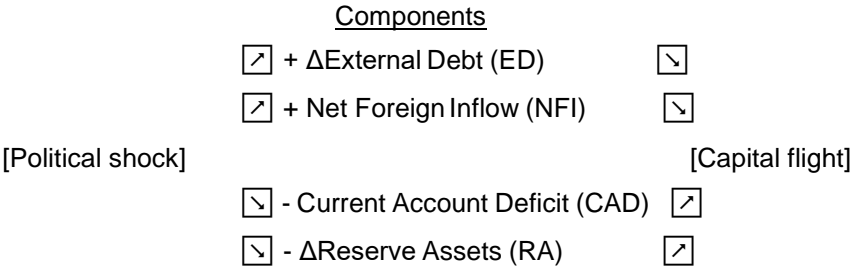 Components
↗ + ΔExternal Debt (ED) ↘
↗ + Net Foreign Inflow (NFI) ↘
[Political shock] [Capital flight]
↘ - Current Account Deficit (CAD) ↗
↘ - ΔReserve Assets (RA) ↗